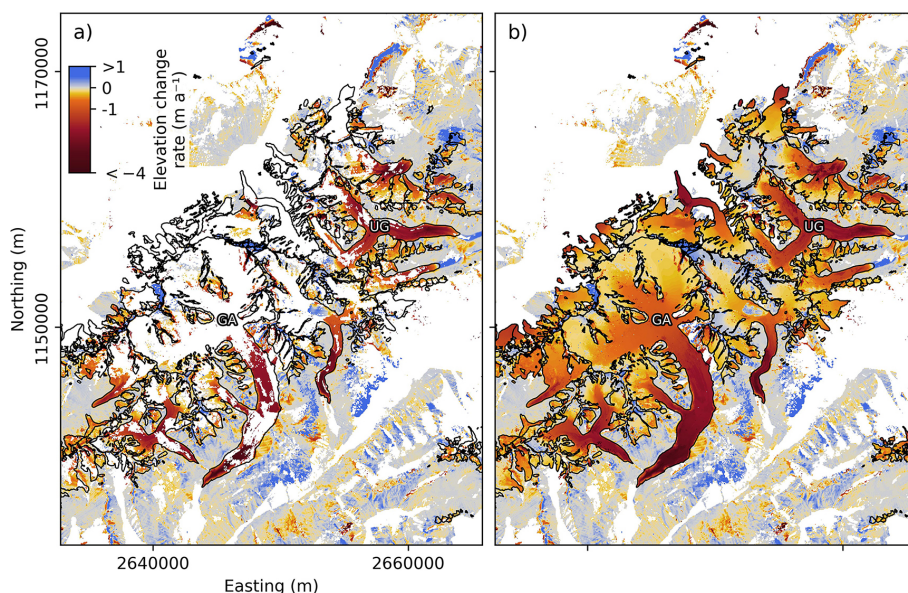 a)
b)
>1
0
-1
< −4
Elevation change
rate (m a⁻¹)
1170000
1150000
Northing (m)
UG
GA
UG
GA
2640000
2660000
Easting (m)